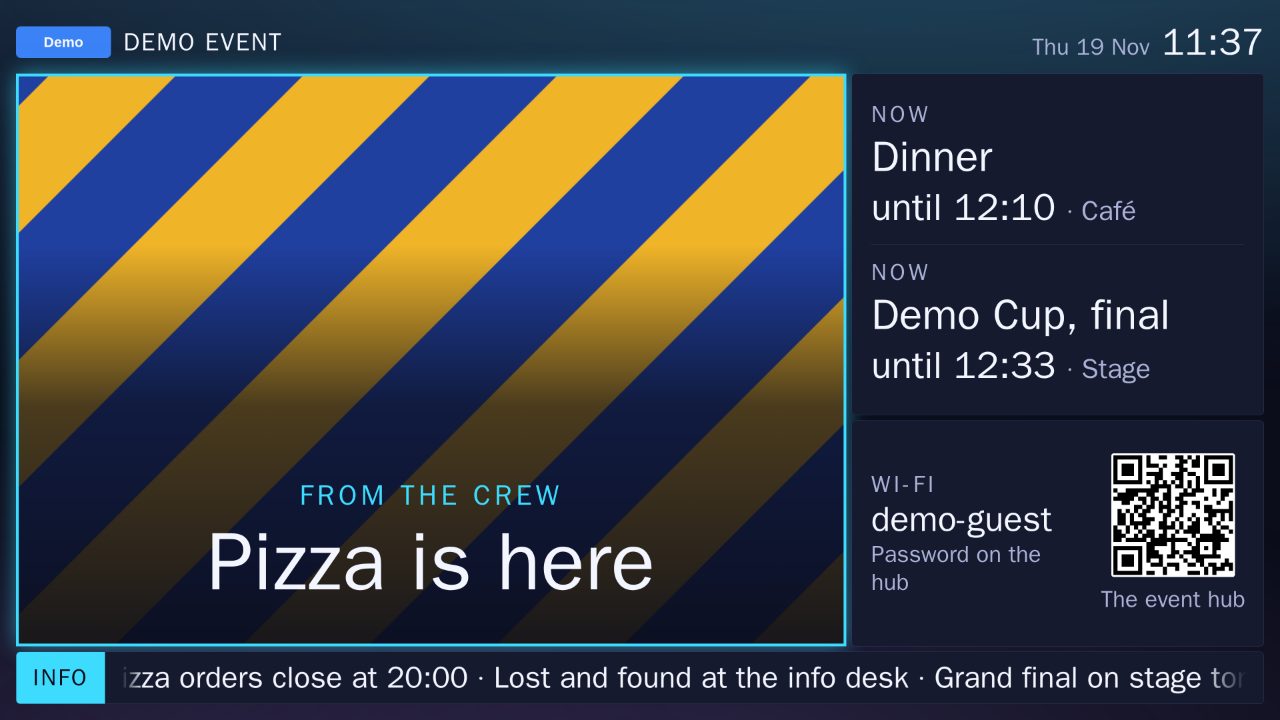 Demo
DEMO EVENT
Thu 19 Nov 11:37
FROM THE CREW
Pizza is here
NOW
Dinner
until 12:10 · Café
NOW
Demo Cup, final
until 12:33 · Stage
WI-FI
demo-guest
Password on the
hub
The event hub
INFO
orders close at 20:00 · Lost and found at the info desk · Grand final on stage